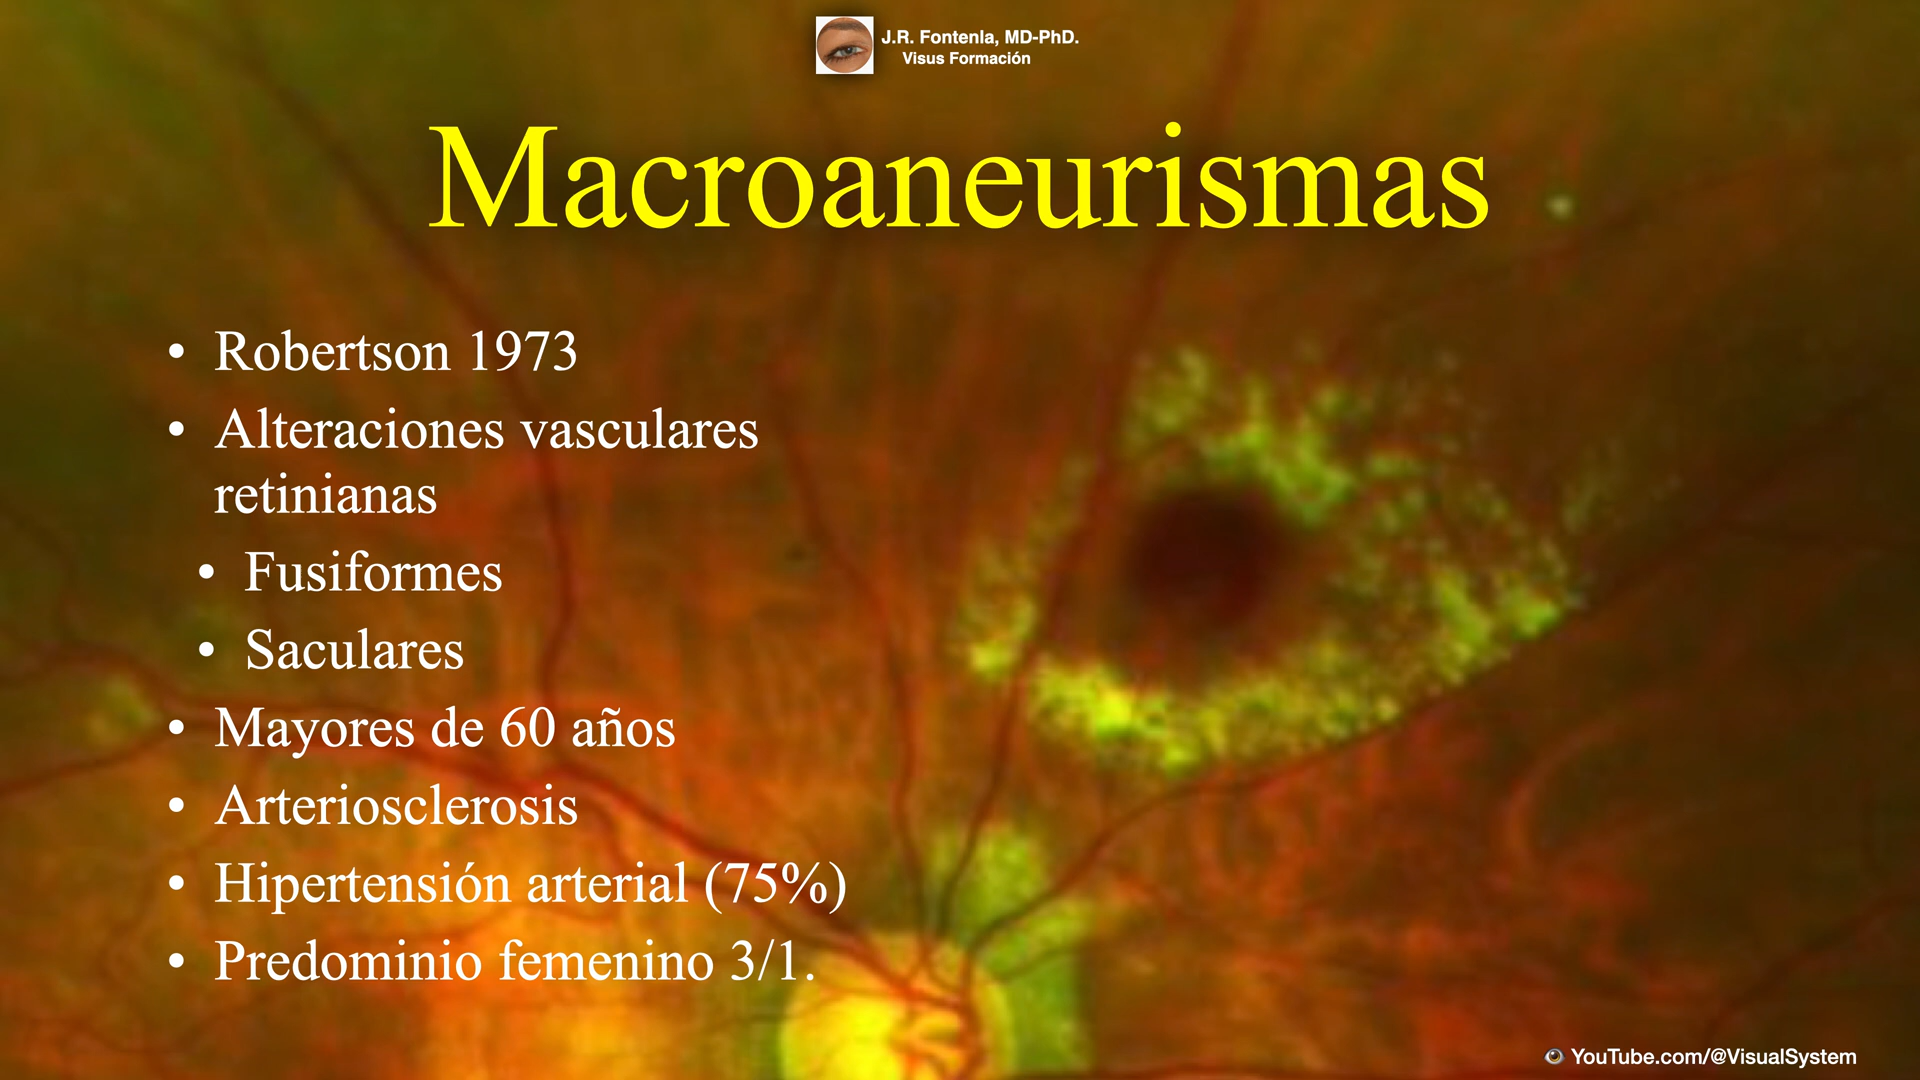 J.R. Fontenla, MD-PhD.
Visus Formación
Macroaneurismas
• Robertson 1973
• Alteraciones vasculares
retinianas
• Fusiformes
• Saculares
• Mayores de 60 años
• Arteriosclerosis
• Hipertensión arterial (75%)
• Predominio femenino 3/1.
YouTube.com/@VisualSystem